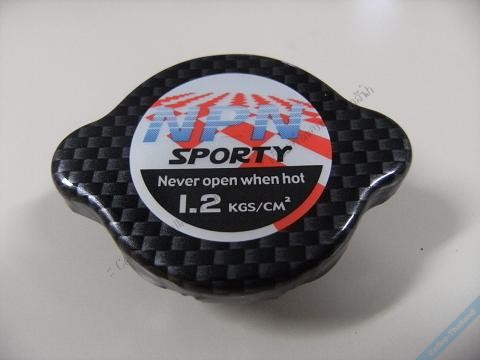 NPN
SPORTY
Never open when hot
1.2 KGS/CM²